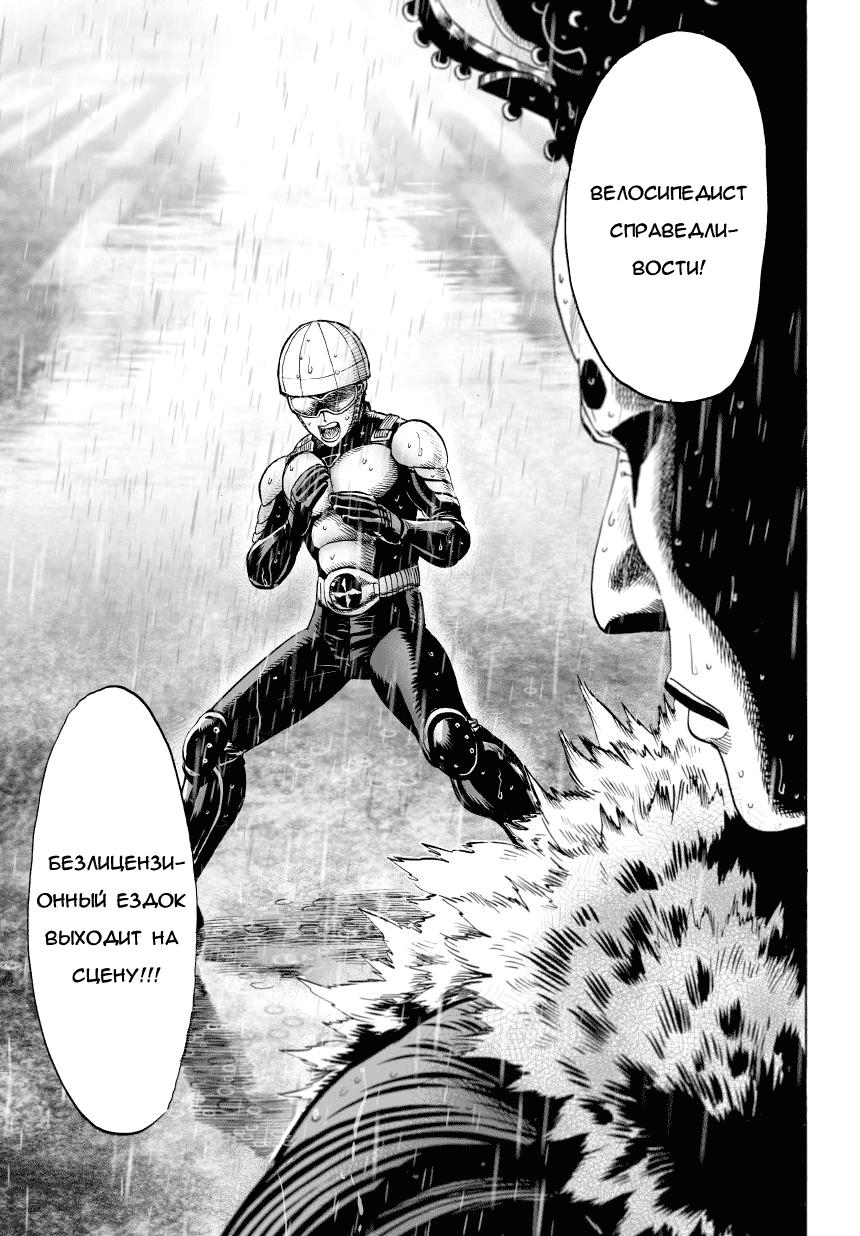 ВЕЛОСИПЕДИСТ
СПРАВЕДЛИ-
ВОСТИ!
БЕЗЛИЦЕНЗИ-
ОННЫЙ ЕЗДОК
ВЫХОДИТ НА
СЦЕНУ!!!